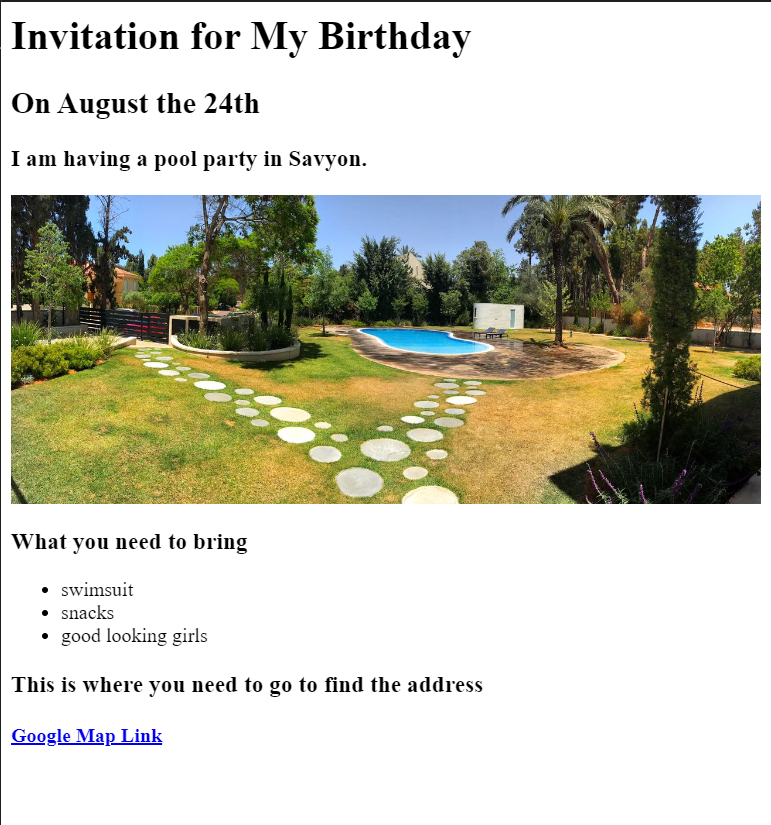 Invitation for My Birthday
On August the 24th
I am having a pool party in Savyon.
What you need to bring
swimsuit
snacks
good looking girls
This is where you need to go to find the address
Google Map Link